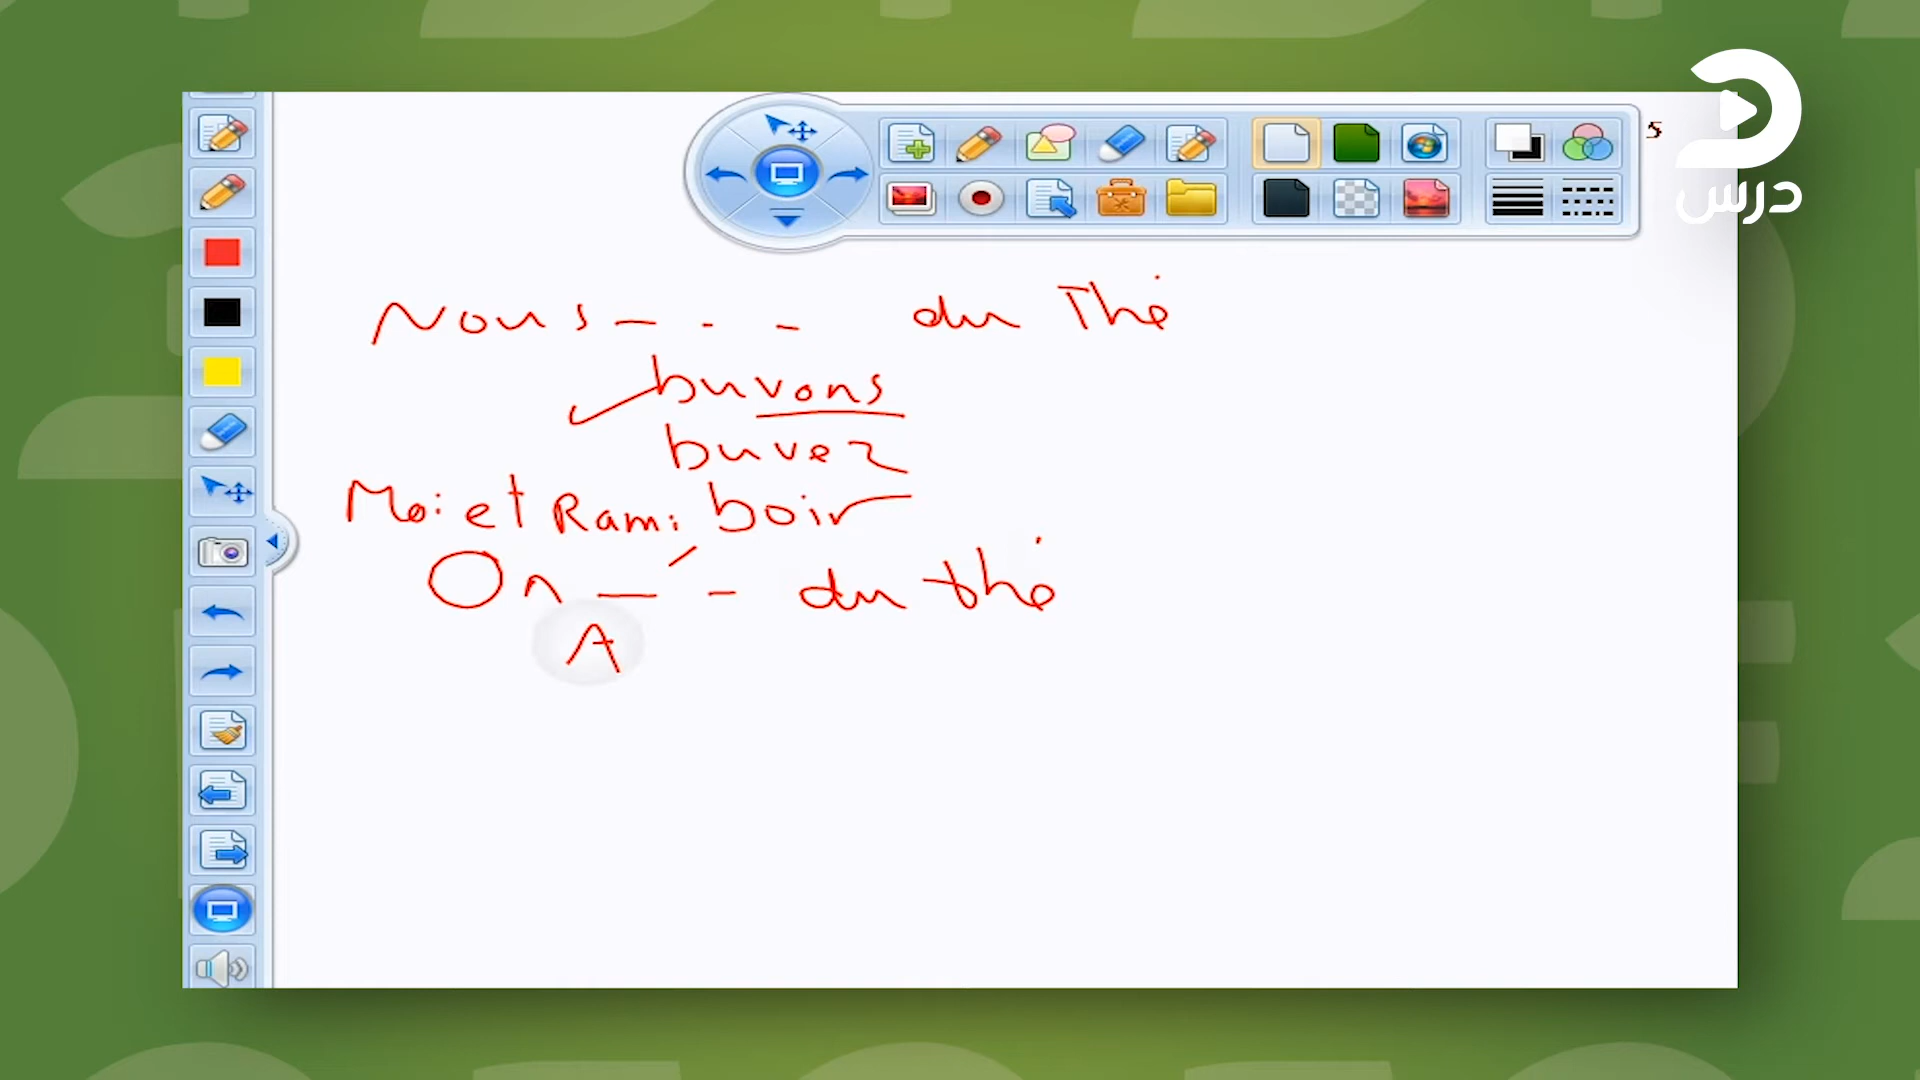 5
درس
Nous - - - du Thé
buvons
buvez
Moi et Rami boir
On - - - du thé
A